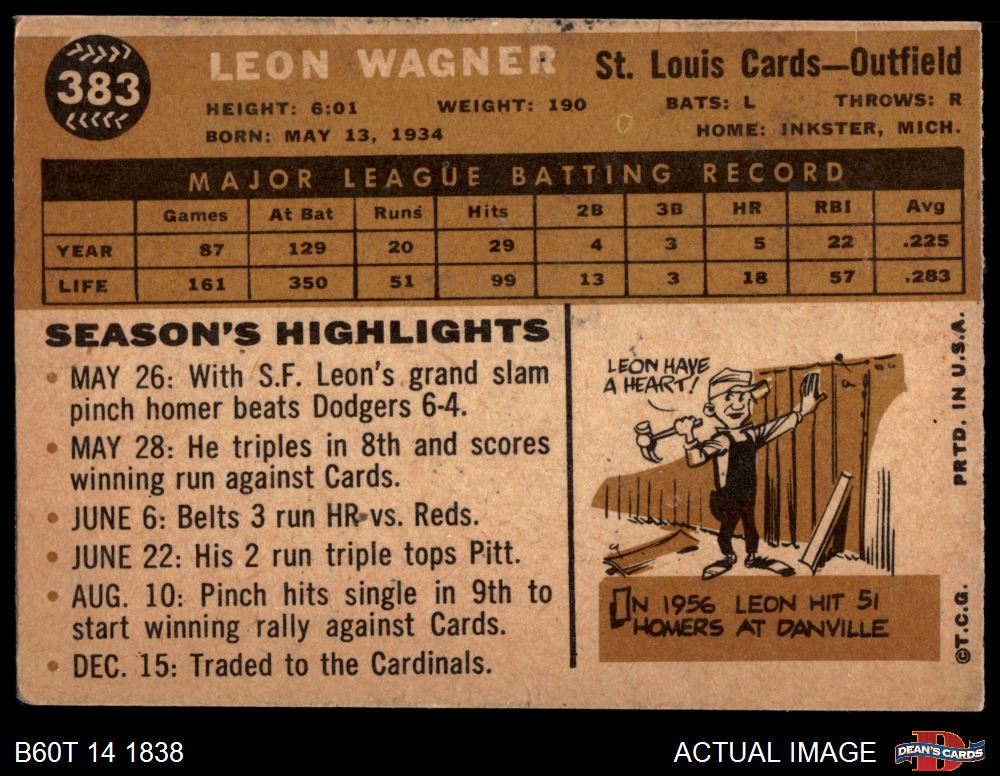 383
LEON WAGNER
St. Louis Cards—Outfield
HEIGHT: 6:01 WEIGHT: 190 BATS: L THROWS: R
BORN: MAY 13, 1934 HOME: INKSTER, MICH.
MAJOR LEAGUE BATTING RECORD
Games At Bat Runs Hits 2B 3B HR RBI Avg
YEAR 87 129 20 29 4 3 5 22 .225
LIFE 161 350 51 99 13 3 18 57 .283
SEASON'S HIGHLIGHTS
• MAY 26: With S.F. Leon's grand slam
pinch homer beats Dodgers 6-4.
• MAY 28: He triples in 8th and scores
winning run against Cards.
• JUNE 6: Belts 3 run HR vs. Reds.
• JUNE 22: His 2 run triple tops Pitt.
• AUG. 10: Pinch hits single in 9th to
start winning rally against Cards.
• DEC. 15: Traded to the Cardinals.
LEON HAVE
A HEART!
IN 1956 LEON HIT 51
HOMERS AT DANVILLE
©T.C.G. PRTD. IN U.S.A.
B60T 14 1838
ACTUAL IMAGE
DEAN'S CARDS